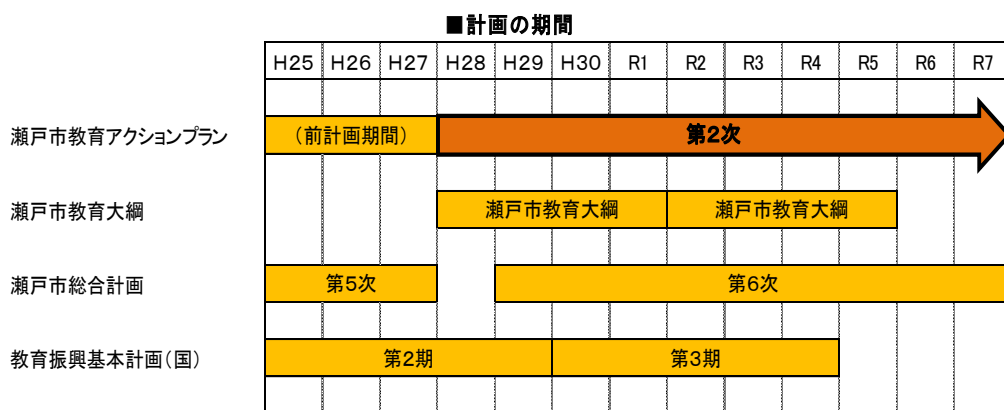 ■計画の期間
H25 H26 H27 H28 H29 H30 R1 R2 R3 R4 R5 R6 R7
瀬戸市教育アクションプラン (前計画期間) 第2次
瀬戸市教育大綱 瀬戸市教育大綱 瀬戸市教育大綱
瀬戸市総合計画 第5次 第6次
教育振興基本計画(国) 第2期 第3期